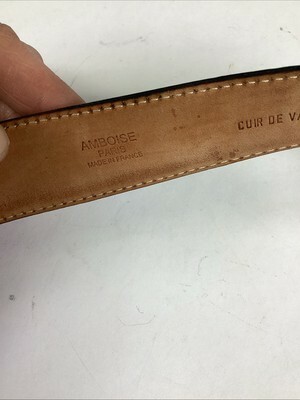 AMBOISE
PARIS
MADE IN FRANCE
CUIR DE VA